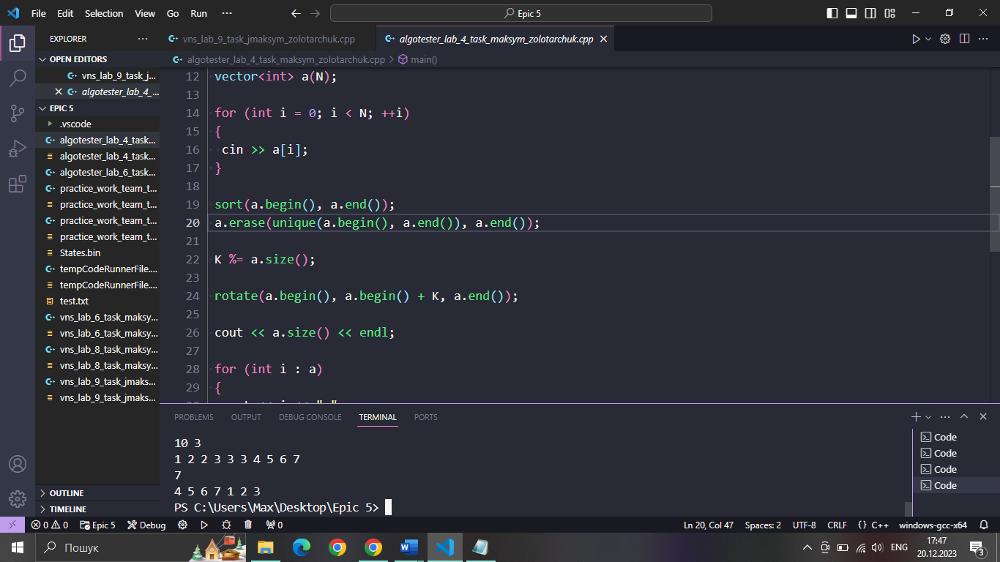 File Edit Selection View Go Run ··· Epic 5
EXPLORER ···
OPEN EDITORS
vns_lab_9_task_j...
algotester_lab_4_...
EPIC 5
.vscode
algotester_lab_4_task...
algotester_lab_4_task...
algotester_lab_6_task...
practice_work_team_t...
practice_work_team_t...
practice_work_team_t...
practice_work_team_t...
States.bin
tempCodeRunnerFile....
tempCodeRunnerFile....
test.txt
vns_lab_6_task_maksy...
vns_lab_6_task_maksy...
vns_lab_8_task_maksy...
vns_lab_8_task_maksy...
vns_lab_9_task_jmaks...
vns_lab_9_task_jmaks...
OUTLINE
TIMELINE
vns_lab_9_task_jmaksym_zolotarchuk.cpp algotester_lab_4_task_maksym_zolotarchuk.cpp
algotester_lab_4_task_maksym_zolotarchuk.cpp > main()
12 vector<int> a(N);
13
14 for (int i = 0; i < N; ++i)
15 {
16 cin >> a[i];
17 }
18
19 sort(a.begin(), a.end());
20 a.erase(unique(a.begin(), a.end()), a.end());
21
22 K %= a.size();
23
24 rotate(a.begin(), a.begin() + K, a.end());
25
26 cout << a.size() << endl;
27
28 for (int i : a)
29 {
PROBLEMS OUTPUT DEBUG CONSOLE TERMINAL PORTS
10 3
1 2 2 3 3 3 4 5 6 7
7
4 5 6 7 1 2 3
PS C:\Users\Max\Desktop\Epic 5>
Code
Code
Code
Code
0 0 Epic 5 Debug 0 Ln 20, Col 47 Spaces: 2 UTF-8 CRLF {} C++ windows-gcc-x64
Пошук ENG 17:47
20.12.2023 3